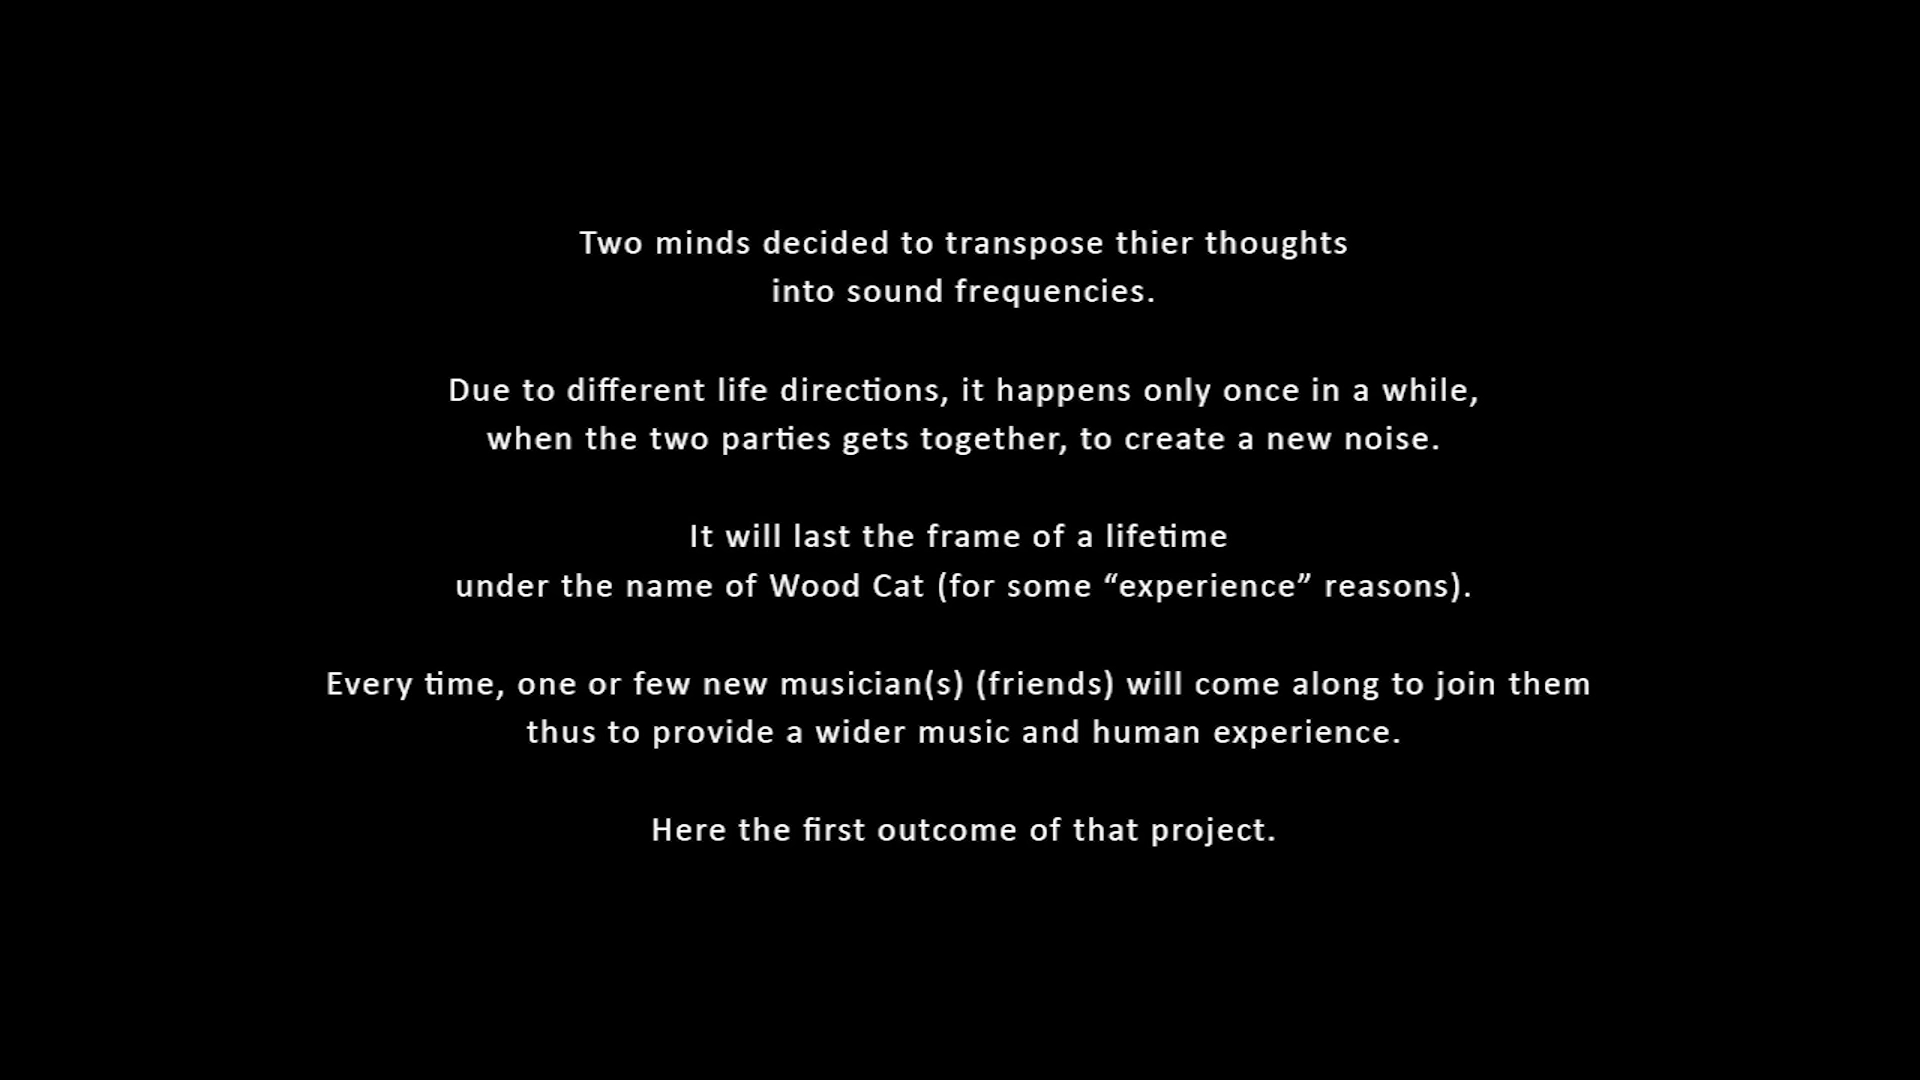 Two minds decided to transpose thier thoughts
into sound frequencies.
Due to different life directions, it happens only once in a while,
when the two parties gets together, to create a new noise.
It will last the frame of a lifetime
under the name of Wood Cat (for some “experience” reasons).
Every time, one or few new musician(s) (friends) will come along to join them
thus to provide a wider music and human experience.
Here the first outcome of that project.